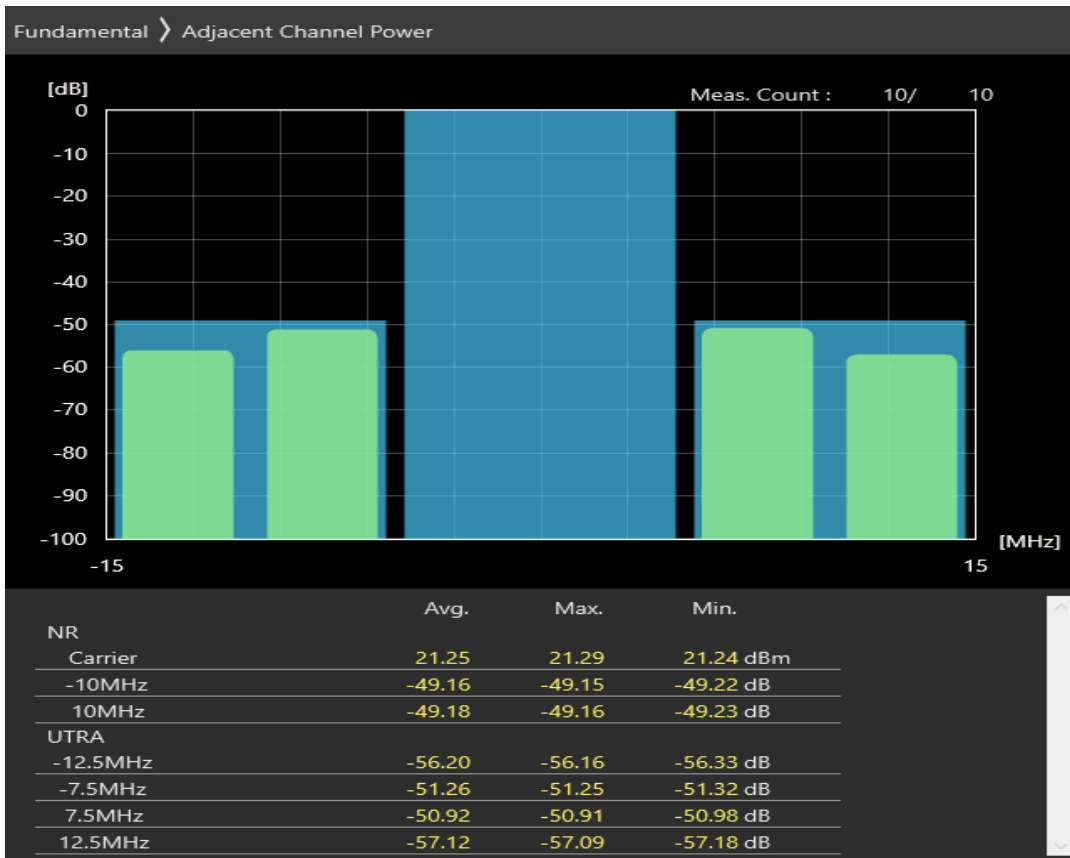 Fundamental 〉 Adjacent Channel Power
[dB]
Meas. Count : 10/ 10
0
-10
-20
-30
-40
-50
-60
-70
-80
-90
-100
[MHz]
-15 15
Avg. Max. Min.
NR
Carrier 21.25 21.29 21.24 dBm
-10MHz -49.16 -49.15 -49.22 dB
10MHz -49.18 -49.16 -49.23 dB
UTRA
-12.5MHz -56.20 -56.16 -56.33 dB
-7.5MHz -51.26 -51.25 -51.32 dB
7.5MHz -50.92 -50.91 -50.98 dB
12.5MHz -57.12 -57.09 -57.18 dB